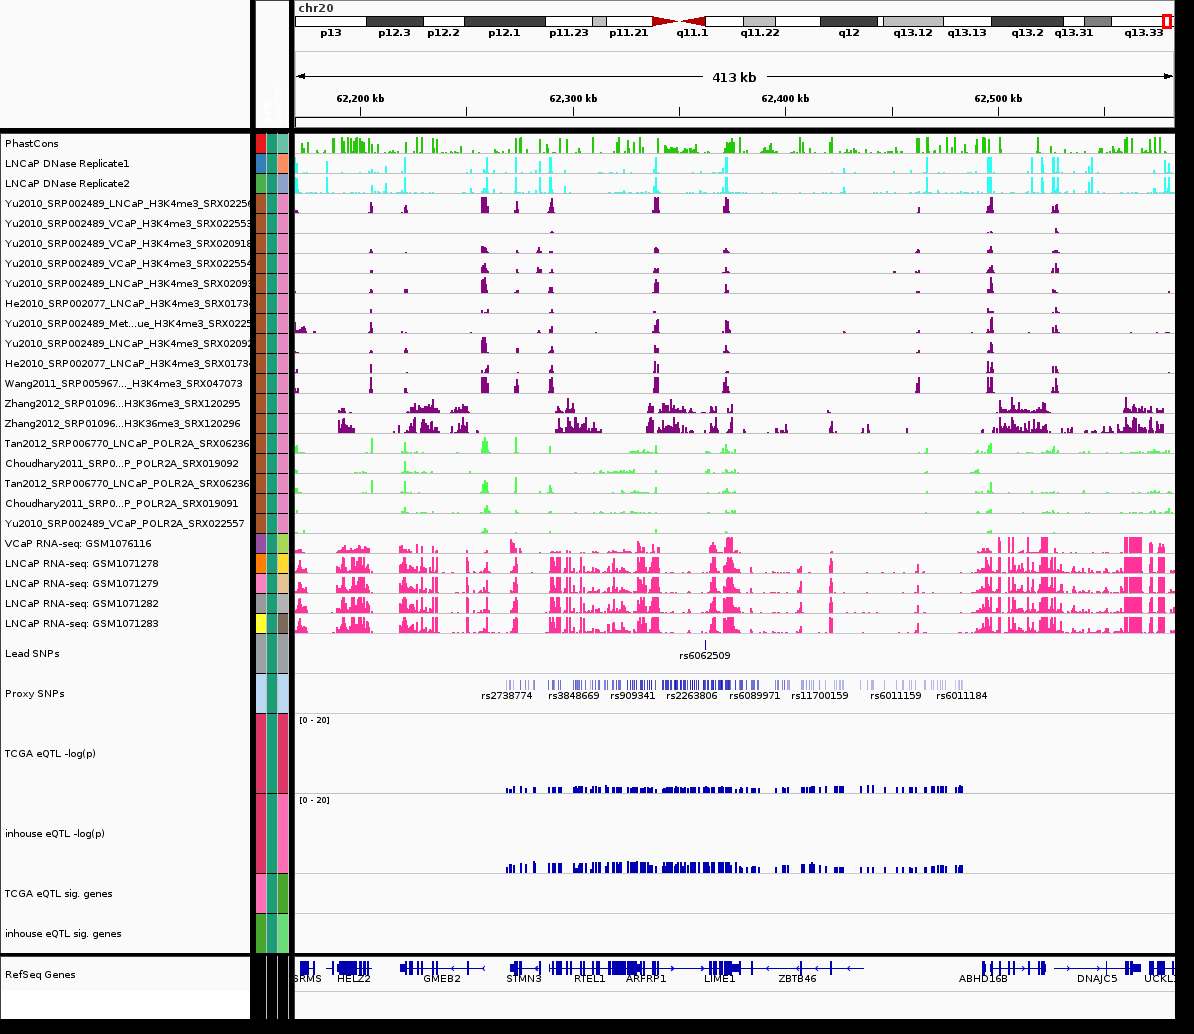 chr20
p13 p12.3 p12.2 p12.1 p11.23 p11.21 q11.1 q11.22 q12 q13.12 q13.13 q13.2 q13.31 q13.33
413 kb
62,200 kb 62,300 kb 62,400 kb 62,500 kb
PhastCons
LNCaP DNase Replicate1
LNCaP DNase Replicate2
Yu2010_SRP002489_LNCaP_H3K4me3_SRX02250
Yu2010_SRP002489_VCaP_H3K4me3_SRX022553
Yu2010_SRP002489_VCaP_H3K4me3_SRX020918
Yu2010_SRP002489_VCaP_H3K4me3_SRX022554
Yu2010_SRP002489_LNCaP_H3K4me3_SRX0209
He2010_SRP002077_LNCaP_H3K4me3_SRX0173
Yu2010_SRP002489_Met...ue_H3K4me3_SRX0225
Yu2010_SRP002489_LNCaP_H3K4me3_SRX0209
He2010_SRP002077_LNCaP_H3K4me3_SRX0173
Wang2011_SRP005967..._H3K4me3_SRX047073
Zhang2012_SRP01096...H3K36me3_SRX120295
Zhang2012_SRP01096...H3K36me3_SRX120296
Tan2012_SRP006770_LNCaP_POLR2A_SRX06236
Choudhary2011_SRP0...P_POLR2A_SRX019092
Tan2012_SRP006770_LNCaP_POLR2A_SRX06236
Choudhary2011_SRP0...P_POLR2A_SRX019091
Yu2010_SRP002489_VCaP_POLR2A_SRX022557
VCaP RNA-seq: GSM1076116
LNCaP RNA-seq: GSM1071278
LNCaP RNA-seq: GSM1071279
LNCaP RNA-seq: GSM1071282
LNCaP RNA-seq: GSM1071283
Lead SNPs
rs6062509
Proxy SNPs
rs2738774 rs3848669 rs909341 rs2263806 rs6089971 rs11700159 rs6011159 rs6011184
[0 - 20]
TCGA eQTL -log(p)
[0 - 20]
inhouse eQTL -log(p)
TCGA eQTL sig. genes
inhouse eQTL sig. genes
RefSeq Genes
SRMS HELZ2 GMEB2 STMN3 RTEL1 ARFRP1 LIME1 ZBTB46 ABHD16B DNAJC5 UCKL